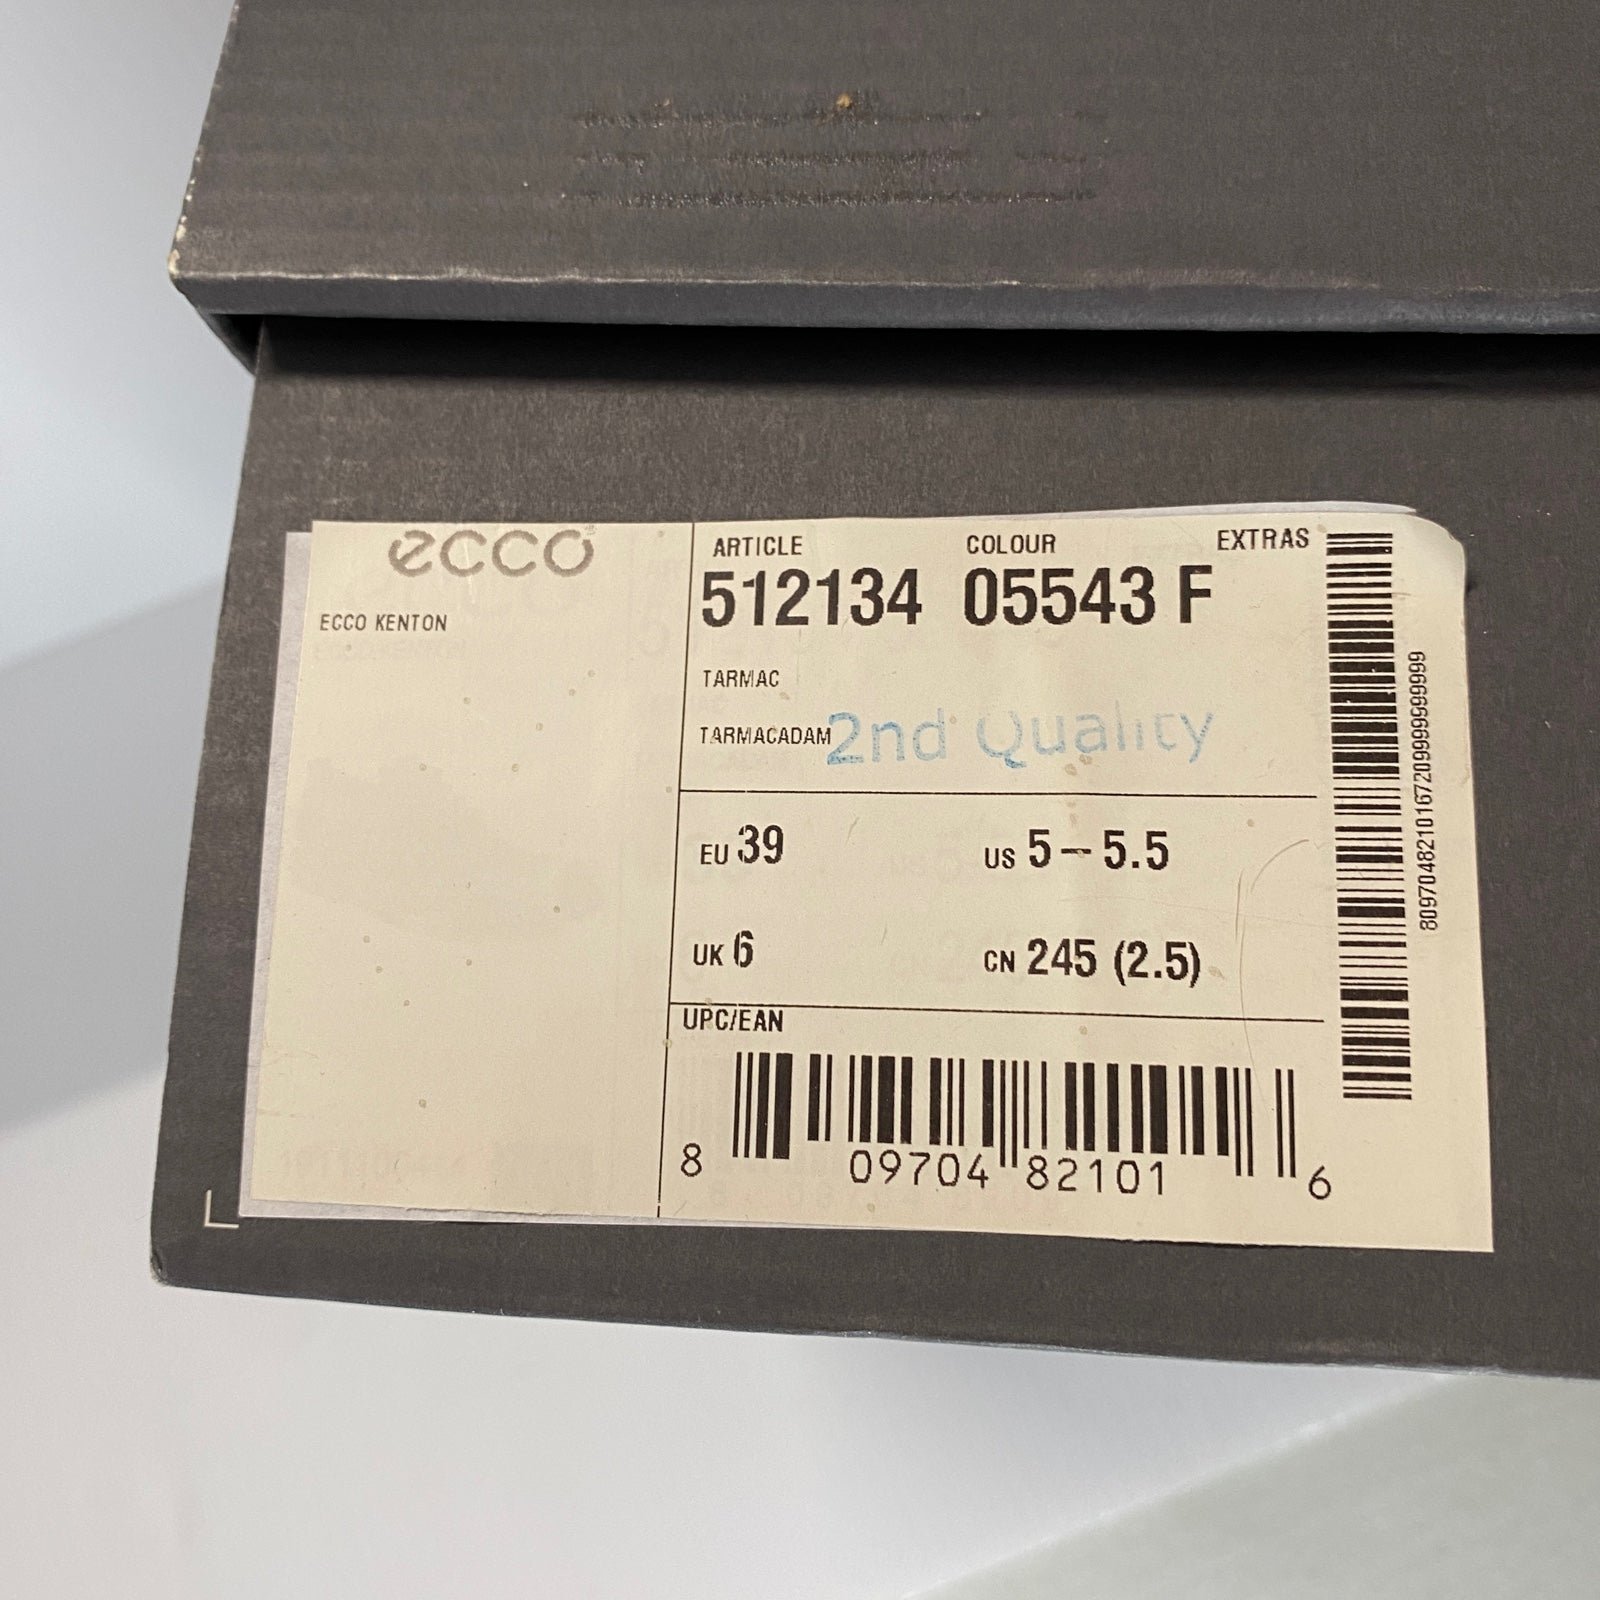 ecco
ECCO KENTON
ARTICLE COLOUR EXTRAS
512134 05543 F
TARMAC
TARMACADAM
2nd Quality
EU 39 US 5-5.5
UK 6 CN 245 (2.5)
UPC/EAN
8 09704 82101 6